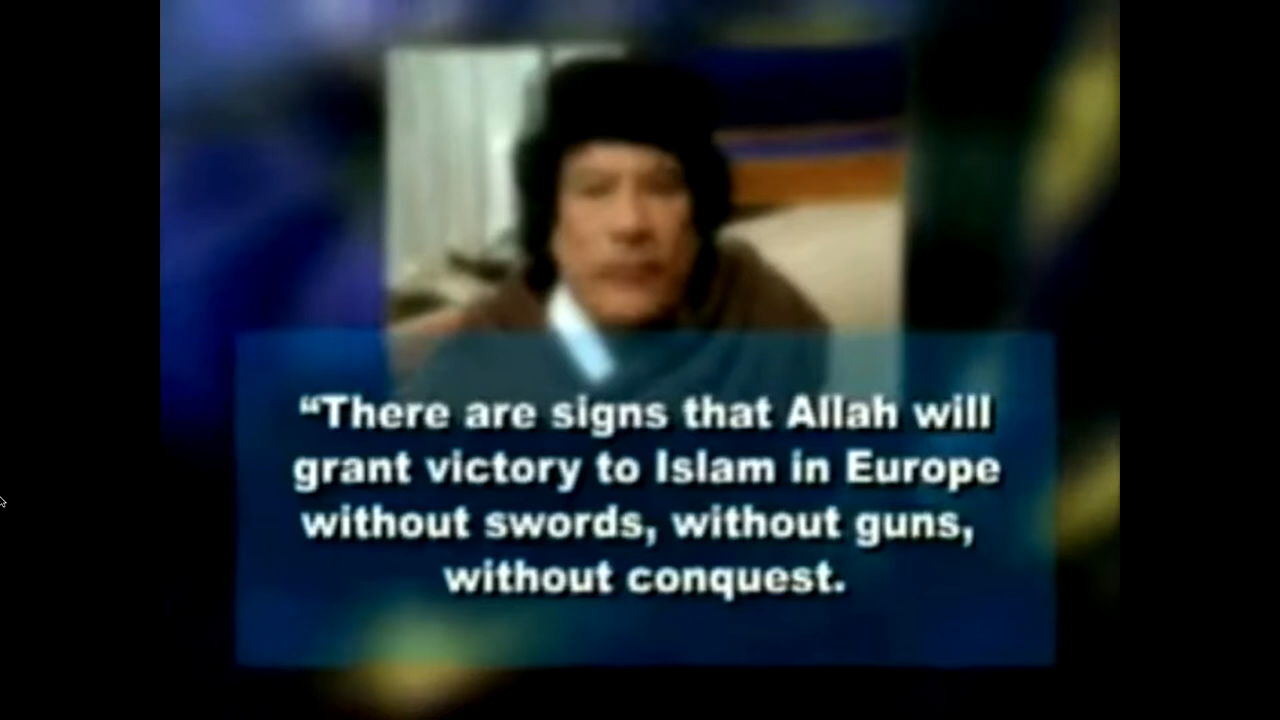 “There are signs that Allah will
grant victory to Islam in Europe
without swords, without guns,
without conquest.